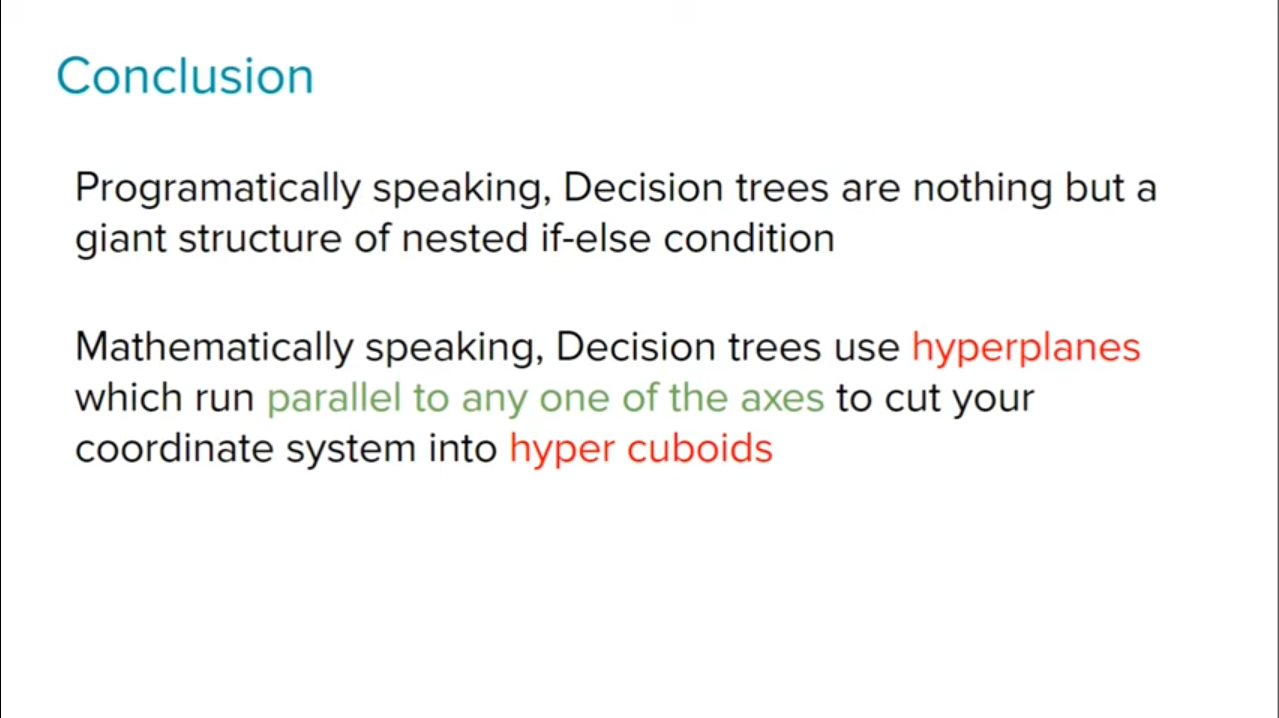 Conclusion
Programatically speaking, Decision trees are nothing but a
giant structure of nested if-else condition
Mathematically speaking, Decision trees use hyperplanes
which run parallel to any one of the axes to cut your
coordinate system into hyper cuboids